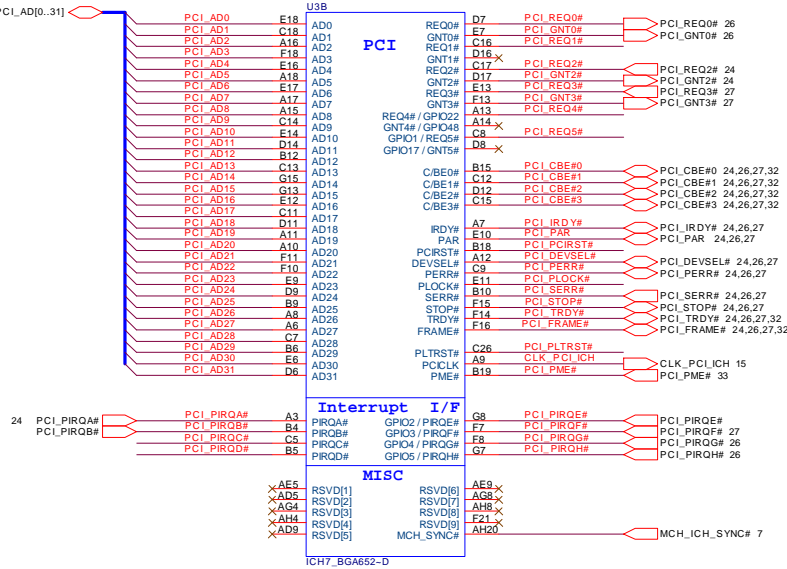 U3B
PCI_AD[0..31]
PCI
PCI_AD0 E18 AD0 REQ0# D7 PCI_REQ0# PCI_REQ0# 26
PCI_AD1 C18 AD1 GNT0# E7 PCI_GNT0# PCI_GNT0# 26
PCI_AD2 A16 AD2 REQ1# C16 PCI_REQ1#
PCI_AD3 F18 AD3 GNT1# D16
PCI_AD4 E16 AD4 REQ2# C17 PCI_REQ2# PCI_REQ2# 24
PCI_AD5 A18 AD5 GNT2# D17 PCI_GNT2# PCI_GNT2# 24
PCI_AD6 E17 AD6 REQ3# E13 PCI_REQ3# PCI_REQ3# 27
PCI_AD7 A17 AD7 GNT3# F13 PCI_GNT3# PCI_GNT3# 27
PCI_AD8 A15 AD8 REQ4# / GPIO22 A13 PCI_REQ4#
PCI_AD9 C14 AD9 GNT4# / GPIO48 A14
PCI_AD10 E14 AD10 GPIO1 / REQ5# C8 PCI_REQ5#
PCI_AD11 D14 AD11 GPIO17 / GNT5# D8
PCI_AD12 B12 AD12
PCI_AD13 C13 AD13 C/BE0# B15 PCI_CBE#0 PCI_CBE#0 24,26,27,32
PCI_AD14 G15 AD14 C/BE1# C12 PCI_CBE#1 PCI_CBE#1 24,26,27,32
PCI_AD15 G13 AD15 C/BE2# D12 PCI_CBE#2 PCI_CBE#2 24,26,27,32
PCI_AD16 E12 AD16 C/BE3# C15 PCI_CBE#3 PCI_CBE#3 24,26,27,32
PCI_AD17 C11 AD17
PCI_AD18 D11 AD18 IRDY# A7 PCI_IRDY# PCI_IRDY# 24,26,27
PCI_AD19 A11 AD19 PAR E10 PCI_PAR PCI_PAR 24,26,27
PCI_AD20 A10 AD20 PCIRST# B18 PCI_PCIRST#
PCI_AD21 F11 AD21 DEVSEL# A12 PCI_DEVSEL# PCI_DEVSEL# 24,26,27
PCI_AD22 F10 AD22 PERR# C9 PCI_PERR# PCI_PERR# 24,26,27
PCI_AD23 E9 AD23 PLOCK# E11 PCI_PLOCK#
PCI_AD24 D9 AD24 SERR# B10 PCI_SERR# PCI_SERR# 24,26,27
PCI_AD25 B9 AD25 STOP# F15 PCI_STOP# PCI_STOP# 24,26,27
PCI_AD26 A8 AD26 TRDY# F14 PCI_TRDY# PCI_TRDY# 24,26,27,32
PCI_AD27 A6 AD27 FRAME# F16 PCI_FRAME# PCI_FRAME# 24,26,27,32
PCI_AD28 C7 AD28
PCI_AD29 B6 AD29 PLTRST# C26 PCI_PLTRST#
PCI_AD30 E6 AD30 PCICLK A9 CLK_PCI_ICH CLK_PCI_ICH 15
PCI_AD31 D6 AD31 PME# B19 PCI_PME# PCI_PME# 33
Interrupt I/F
24 PCI_PIRQA# PCI_PIRQA# A3 PIRQA# GPIO2 / PIRQE# G8 PCI_PIRQE# PCI_PIRQE#
PCI_PIRQB# PCI_PIRQB# B4 PIRQB# GPIO3 / PIRQF# F7 PCI_PIRQF# PCI_PIRQF# 27
PCI_PIRQC# C5 PIRQC# GPIO4 / PIRQG# F8 PCI_PIRQG# PCI_PIRQG# 26
PCI_PIRQD# B5 PIRQD# GPIO5 / PIRQH# G7 PCI_PIRQH# PCI_PIRQH# 26
MISC
AE5 RSVD[1] RSVD[6] AE9
AD5 RSVD[2] RSVD[7] AG8
AG4 RSVD[3] RSVD[8] AH8
AH4 RSVD[4] RSVD[9] F21
AD9 RSVD[5] MCH_SYNC# AH20 MCH_ICH_SYNC# 7
ICH7_BGA652-D